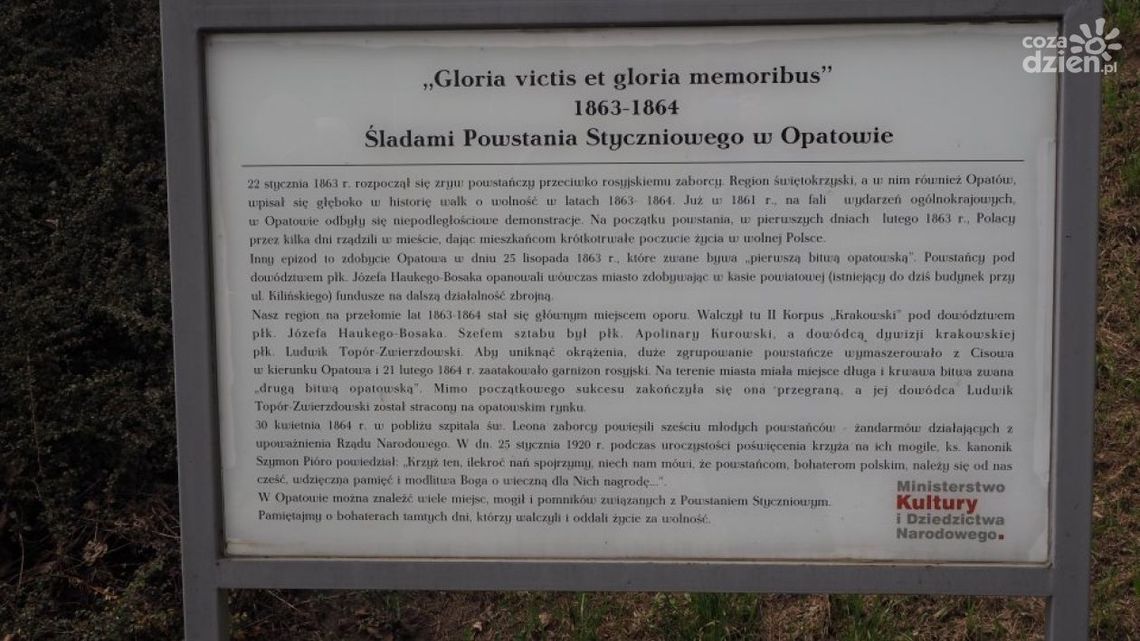 coza
dzien.pl
„Gloria victis et gloria memoribus”
1863-1864
Śladami Powstania Styczniowego w Opatowie
22 stycznia 1863 r. rozpoczął się zryw powstańczy przeciwko rosyjskiemu zaborcy. Region świętokrzyski, a w nim również Opatów,
wpisał się głęboko w historię walk o wolność w latach 1863- 1864. Już w 1861 r., na fali wydarzeń ogólnokrajowych,
w Opatowie odbyły się niepodległościowe demonstracje. Na początku powstania, w pierwszych dniach lutego 1863 r., Polacy
przez kilka dni rządzili w mieście, dając mieszkańcom krótkotrwałe poczucie życia w wolnej Polsce.
Inny epizod to zdobycie Opatowa w dniu 25 listopada 1863 r., które zwane bywa „pierwszą bitwą opatowską”. Powstańcy pod
dowództwem płk. Józefa Haukego-Bosaka opanowali wówczas miasto zdobywając w kasie powiatowej (istniejący do dziś budynek przy
ul. Kilińskiego) fundusze na dalszą działalność zbrojną.
Nasz region na przełomie lat 1863-1864 stał się głównym miejscem oporu. Walczył tu II Korpus „Krakowski” pod dowództwem
płk. Józefa Haukego-Bosaka. Szefem sztabu był płk. Apolinary Kurowski, a dowódcą dywizji krakowskiej
płk. Ludwik Topór-Zwierzdowski. Aby uniknąć okrążenia, duże zgrupowanie powstańcze wymaszerowało z Cisowa
w kierunku Opatowa i 21 lutego 1864 r. zaatakowało garnizon rosyjski. Na terenie miasta miała miejsce długa i krwawa bitwa zwana
„drugą bitwą opatowską”. Mimo początkowego sukcesu zakończyła się ona przegraną, a jej dowódca Ludwik
Topór-Zwierzdowski został stracony na opatowskim rynku.
30 kwietnia 1864 r. w pobliżu szpitala św. Leona zaborcy powiesili sześciu młodych powstańców - żandarmów działających z
upoważnienia Rządu Narodowego. W dn. 25 stycznia 1920 r. podczas uroczystości poświęcenia krzyża na ich mogile, ks. kanonik
Szymon Pióro powiedział: „Krzyż ten, ilekroć nań spojrzymy, niech nam mówi, że powstańcom, bohaterom polskim, należy się od nas
cześć, wdzięczna pamięć i modlitwa Boga o wieczną dla Nich nagrodę...”.
W Opatowie można znaleźć wiele miejsc, mogił i pomników związanych z Powstaniem Styczniowym.
Pamiętajmy o bohaterach tamtych dni, którzy walczyli i oddali życie za wolność.
Ministerstwo
Kultury
i Dziedzictwa
Narodowego.